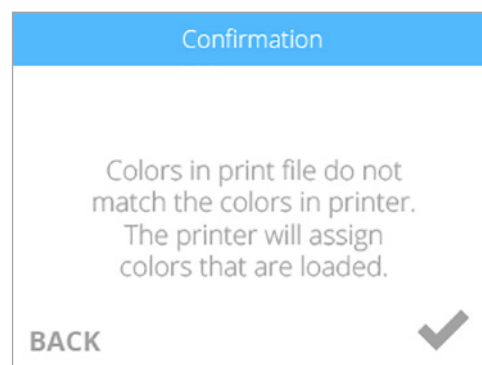 Confirmation
Colors in print file do not
match the colors in printer.
The printer will assign
colors that are loaded.
BACK